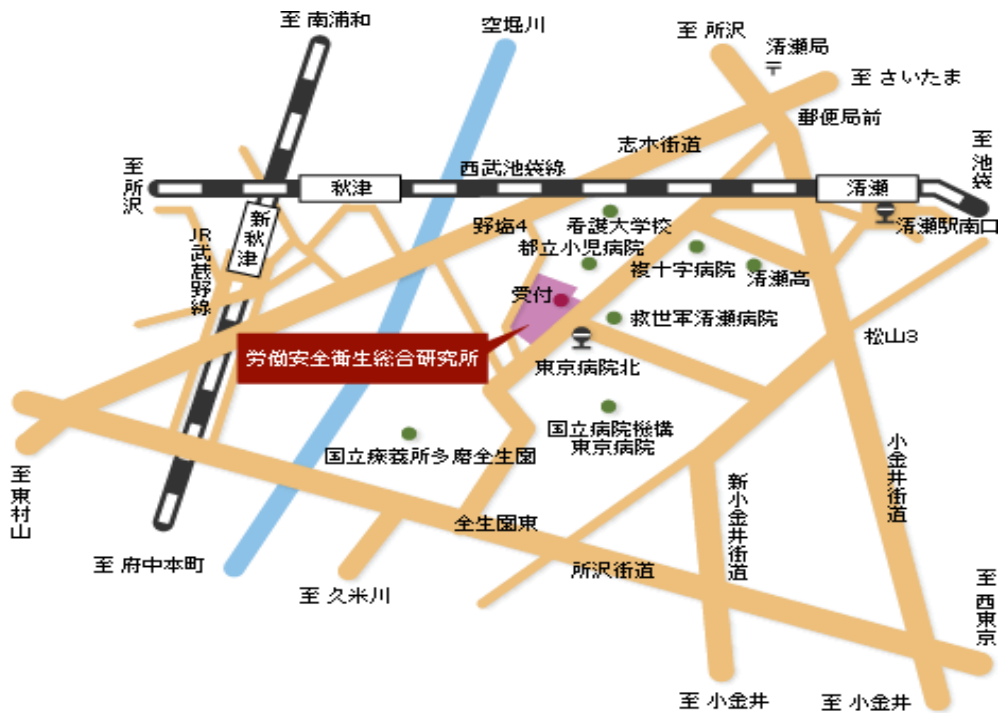 至 南浦和
空堀川
至 所沢
清瀬局
〒
至 さいたま
郵便局前
志木街道
至 池袋
至 所沢
西武池袋線
秋津
清瀬
新秋津
JR武蔵野線
野塩4
看護大学校
清瀬駅南口
都立小児病院
複十字病院
清瀬高
受付
救世軍清瀬病院
松山3
労働安全衛生総合研究所
東京病院北
国立病院機構
東京病院
国立療養所多磨全生園
小金井街道
至 東村山
新小金井街道
全生園東
至 府中本町
所沢街道
至 久米川
至 西東京
至 小金井
至 小金井